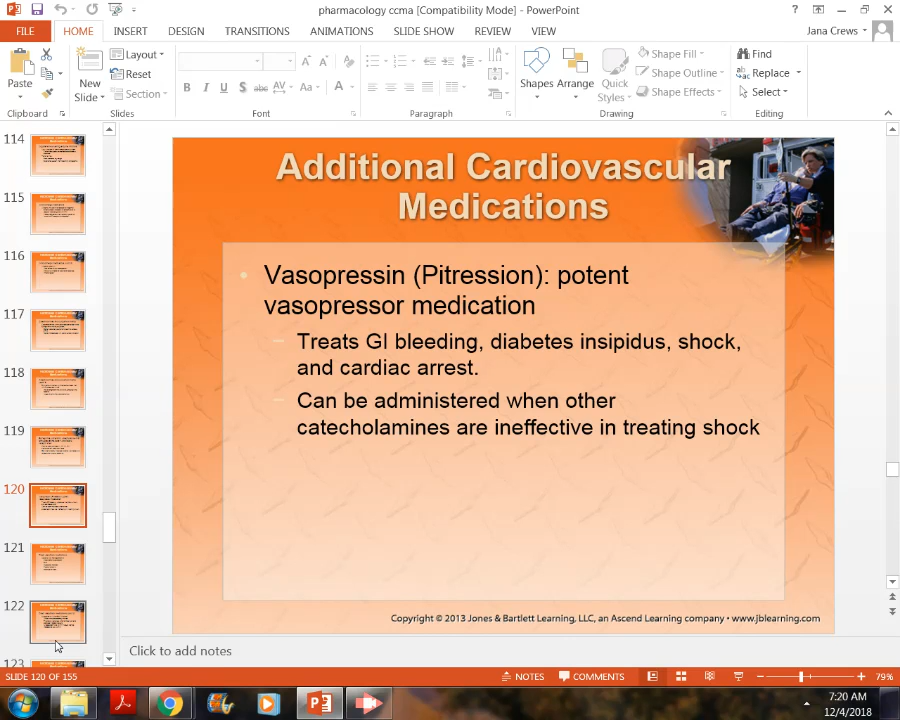 pharmacology ccma [Compatibility Mode] - PowerPoint
FILE HOME INSERT DESIGN TRANSITIONS ANIMATIONS SLIDE SHOW REVIEW VIEW Jana Crews
Paste
New
Slide
Layout
Reset
Section
Shapes
Arrange
Quick
Styles
Shape Fill
Shape Outline
Shape Effects
Find
Replace
Select
Clipboard Slides Font Paragraph Drawing Editing
114
115
116
117
118
119
120
121
122
123
Additional Cardiovascular
Medications
• Vasopressin (Pitression): potent
vasopressor medication
– Treats GI bleeding, diabetes insipidus, shock,
and cardiac arrest.
– Can be administered when other
catecholamines are ineffective in treating shock
Copyright © 2013 Jones & Bartlett Learning, LLC, an Ascend Learning company • www.jblearning.com
Click to add notes
SLIDE 120 OF 155 NOTES COMMENTS 79%
7:20 AM
12/4/2018